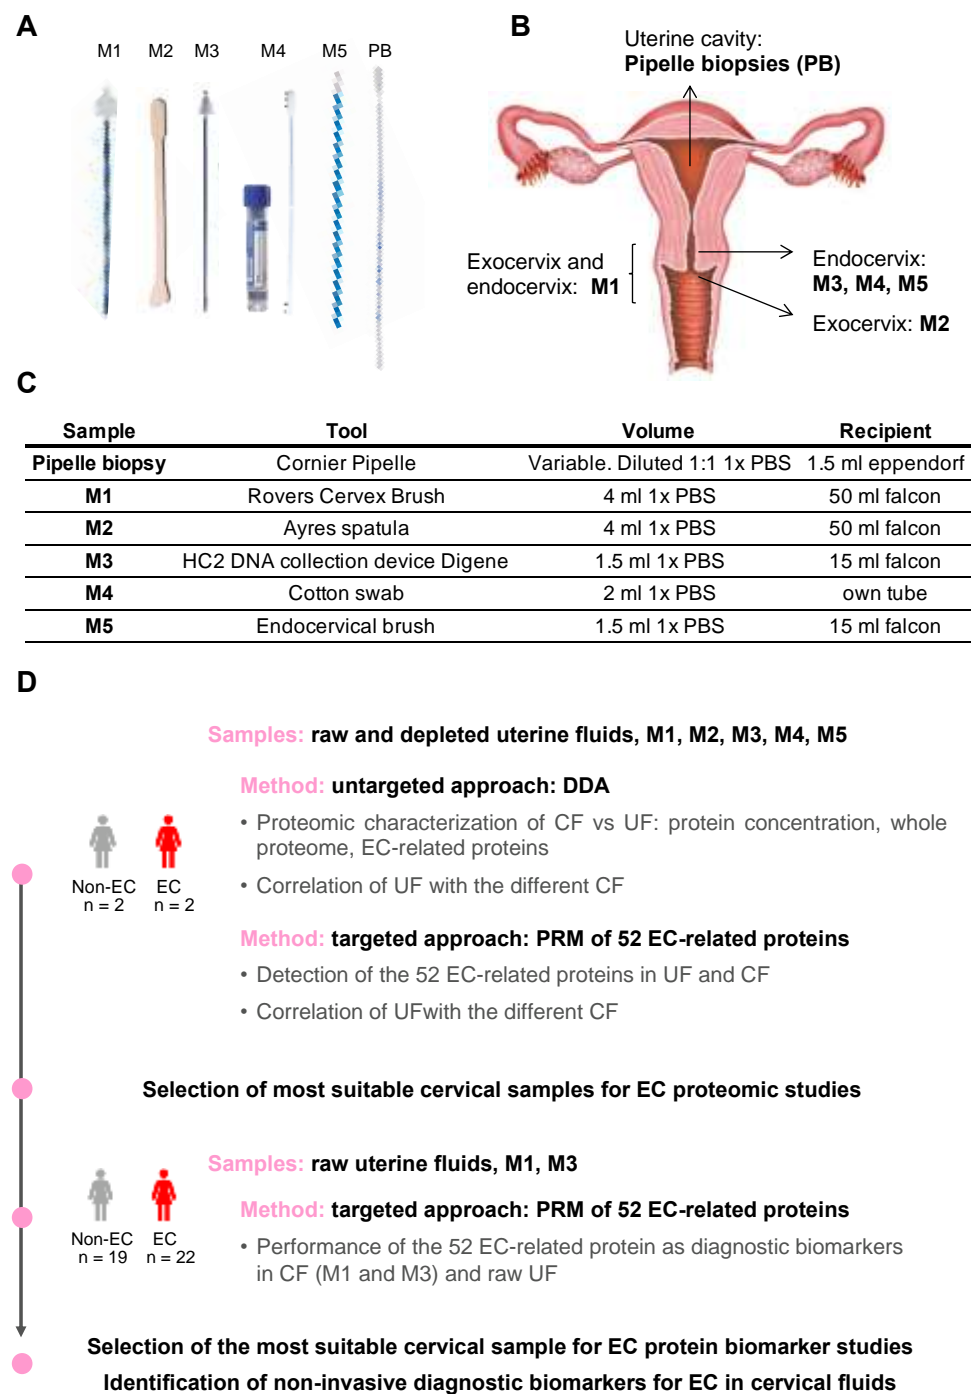 A
M1 M2 M3 M4 M5 PB
B
Uterine cavity:
Pipelle biopsies (PB)
Exocervix and
endocervix: M1
Endocervix:
M3, M4, M5
Exocervix: M2
C
Sample Tool Volume Recipient
Pipelle biopsy Cornier Pipelle Variable. Diluted 1:1 1x PBS 1.5 ml eppendorf
M1 Rovers Cervex Brush 4 ml 1x PBS 50 ml falcon
M2 Ayres spatula 4 ml 1x PBS 50 ml falcon
M3 HC2 DNA collection device Digene 1.5 ml 1x PBS 15 ml falcon
M4 Cotton swab 2 ml 1x PBS own tube
M5 Endocervical brush 1.5 ml 1x PBS 15 ml falcon
D
Samples: raw and depleted uterine fluids, M1, M2, M3, M4, M5
Method: untargeted approach: DDA
• Proteomic characterization of CF vs UF: protein concentration, whole
proteome, EC-related proteins
• Correlation of UF with the different CF
Non-EC EC
n = 2 n = 2
Method: targeted approach: PRM of 52 EC-related proteins
• Detection of the 52 EC-related proteins in UF and CF
• Correlation of UFwith the different CF
Selection of most suitable cervical samples for EC proteomic studies
Samples: raw uterine fluids, M1, M3
Method: targeted approach: PRM of 52 EC-related proteins
Non-EC EC
n = 19 n = 22
• Performance of the 52 EC-related protein as diagnostic biomarkers
in CF (M1 and M3) and raw UF
Selection of the most suitable cervical sample for EC protein biomarker studies
Identification of non-invasive diagnostic biomarkers for EC in cervical fluids